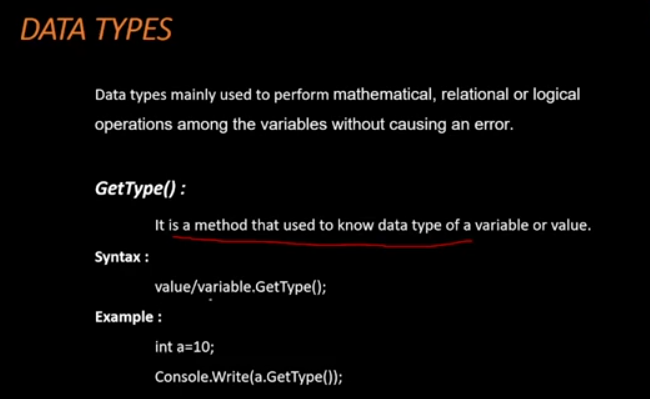 DATA TYPES
Data types mainly used to perform mathematical, relational or logical
operations among the variables without causing an error.
GetType() :
It is a method that used to know data type of a variable or value.
Syntax :
value/variable.GetType();
Example :
int a=10;
Console.Write(a.GetType());